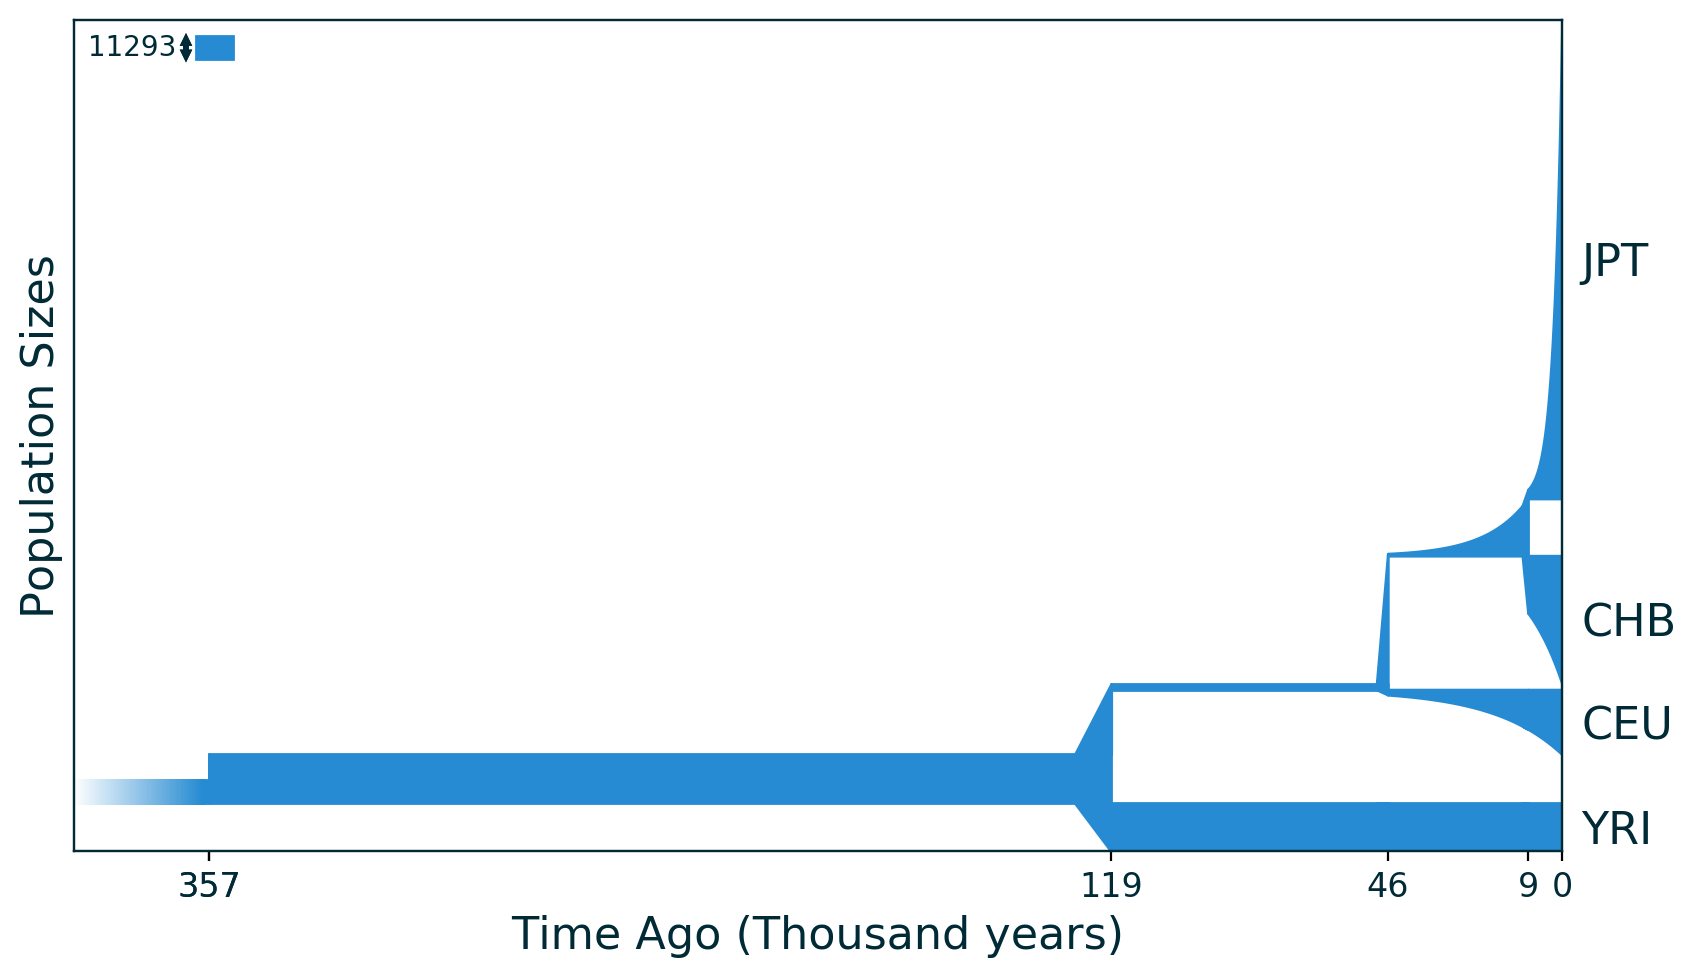 11293
Population Sizes
JPT
CHB
CEU
YRI
357 119 46 9 0
Time Ago (Thousand years)